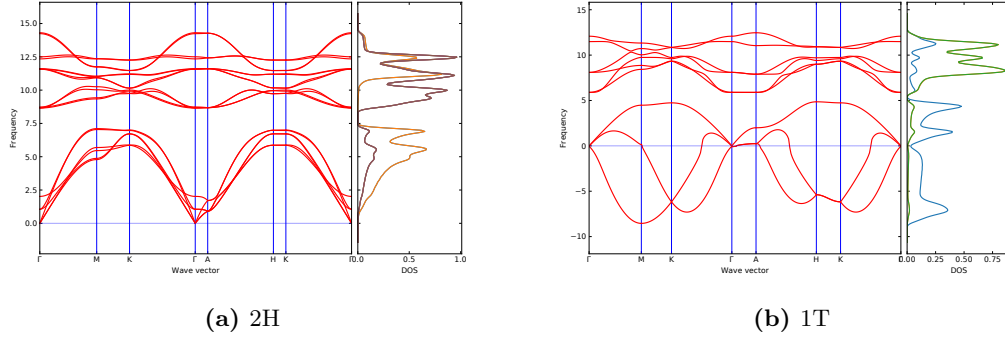 15.0
12.5
10.0
7.5
5.0
2.5
0.0
Frequency
Γ M K Γ A H K Γ
Wave vector
0.0 0.5 1.0
DOS
(a) 2H
15
10
5
0
−5
−10
Frequency
Γ M K Γ A H K Γ
Wave vector
0.00 0.25 0.50 0.75
DOS
(b) 1T